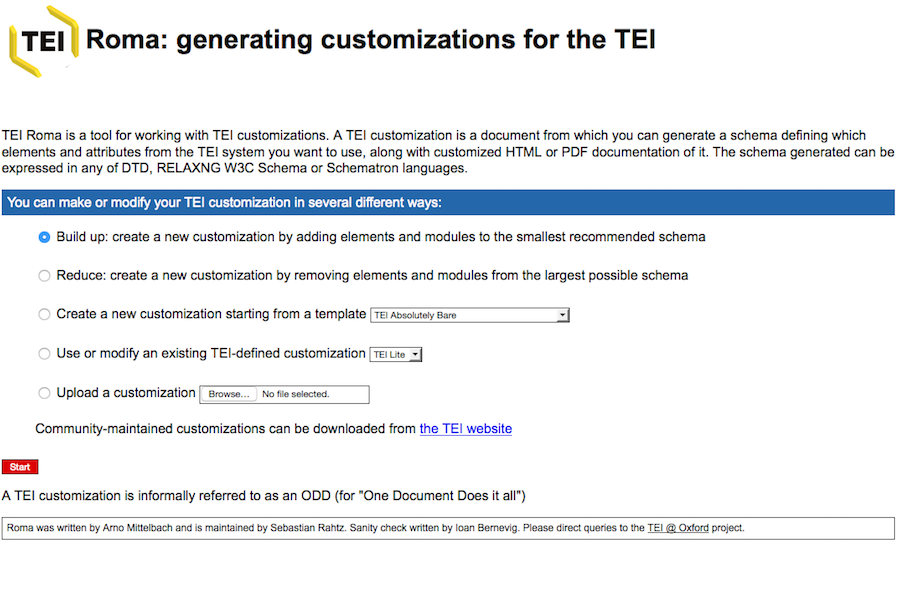 TEI Roma: generating customizations for the TEI
TEI Roma is a tool for working with TEI customizations. A TEI customization is a document from which you can generate a schema defining which
elements and attributes from the TEI system you want to use, along with customized HTML or PDF documentation of it. The schema generated can be
expressed in any of DTD, RELAXNG W3C Schema or Schematron languages.
You can make or modify your TEI customization in several different ways:
Build up: create a new customization by adding elements and modules to the smallest recommended schema
Reduce: create a new customization by removing elements and modules from the largest possible schema
Create a new customization starting from a template TEI Absolutely Bare
Use or modify an existing TEI-defined customization TEI Lite
Upload a customization Browse... No file selected.
Community-maintained customizations can be downloaded from the TEI website
Start
A TEI customization is informally referred to as an ODD (for "One Document Does it all")
Roma was written by Arno Mittelbach and is maintained by Sebastian Rahtz. Sanity check written by Ioan Bernevig. Please direct queries to the TEI @ Oxford project.